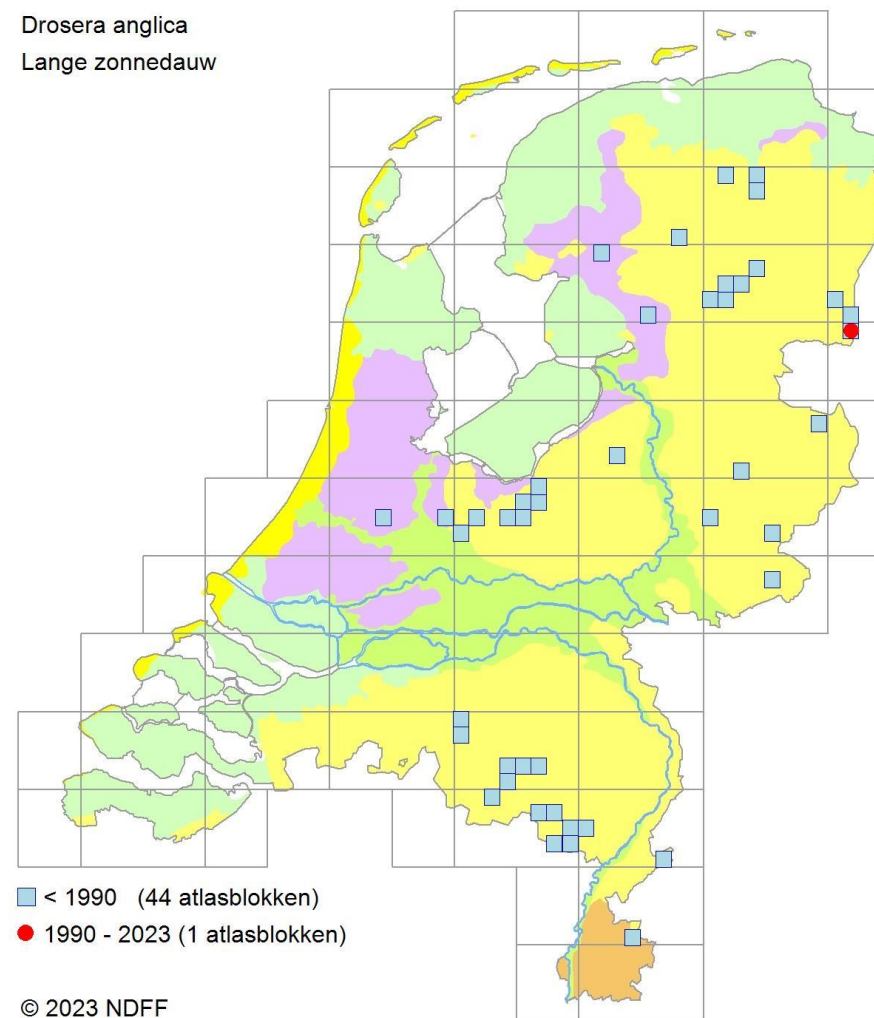 Drosera anglica
Lange zonnedauw
< 1990 (44 atlasblokken)
1990 - 2023 (1 atlasblokken)
© 2023 NDFF